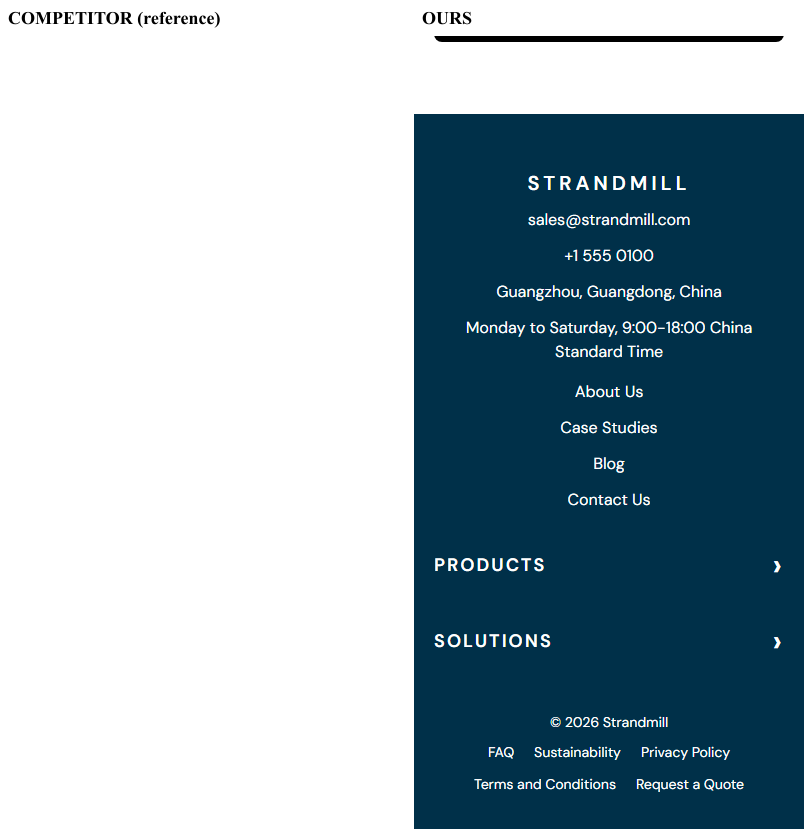 COMPETITOR (reference)
OURS
STRANDMILL
sales@strandmill.com
+1 555 0100
Guangzhou, Guangdong, China
Monday to Saturday, 9:00-18:00 China
Standard Time
About Us
Case Studies
Blog
Contact Us
PRODUCTS
SOLUTIONS
© 2026 Strandmill
FAQ Sustainability Privacy Policy
Terms and Conditions Request a Quote